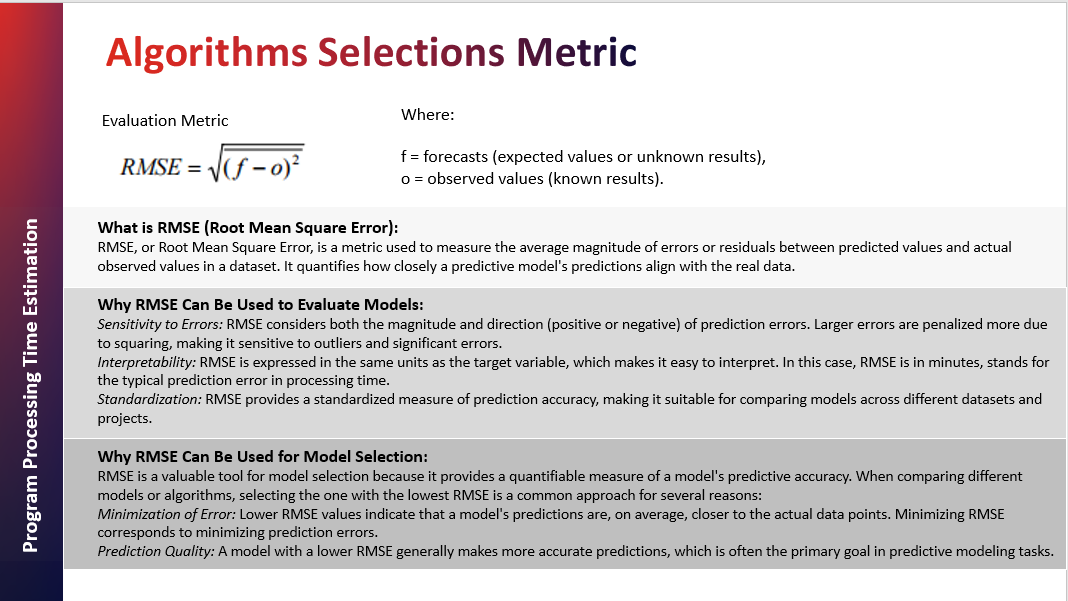 Algorithms Selections Metric
Evaluation Metric
RMSE = √(f − o)²
Where:
f = forecasts (expected values or unknown results),
o = observed values (known results).
What is RMSE (Root Mean Square Error):
RMSE, or Root Mean Square Error, is a metric used to measure the average magnitude of errors or residuals between predicted values and actual
observed values in a dataset. It quantifies how closely a predictive model's predictions align with the real data.
Why RMSE Can Be Used to Evaluate Models:
Sensitivity to Errors: RMSE considers both the magnitude and direction (positive or negative) of prediction errors. Larger errors are penalized more due
to squaring, making it sensitive to outliers and significant errors.
Interpretability: RMSE is expressed in the same units as the target variable, which makes it easy to interpret. In this case, RMSE is in minutes, stands for
the typical prediction error in processing time.
Standardization: RMSE provides a standardized measure of prediction accuracy, making it suitable for comparing models across different datasets and
projects.
Why RMSE Can Be Used for Model Selection:
RMSE is a valuable tool for model selection because it provides a quantifiable measure of a model's predictive accuracy. When comparing different
models or algorithms, selecting the one with the lowest RMSE is a common approach for several reasons:
Minimization of Error: Lower RMSE values indicate that a model's predictions are, on average, closer to the actual data points. Minimizing RMSE
corresponds to minimizing prediction errors.
Prediction Quality: A model with a lower RMSE generally makes more accurate predictions, which is often the primary goal in predictive modeling tasks.
Program Processing Time Estimation